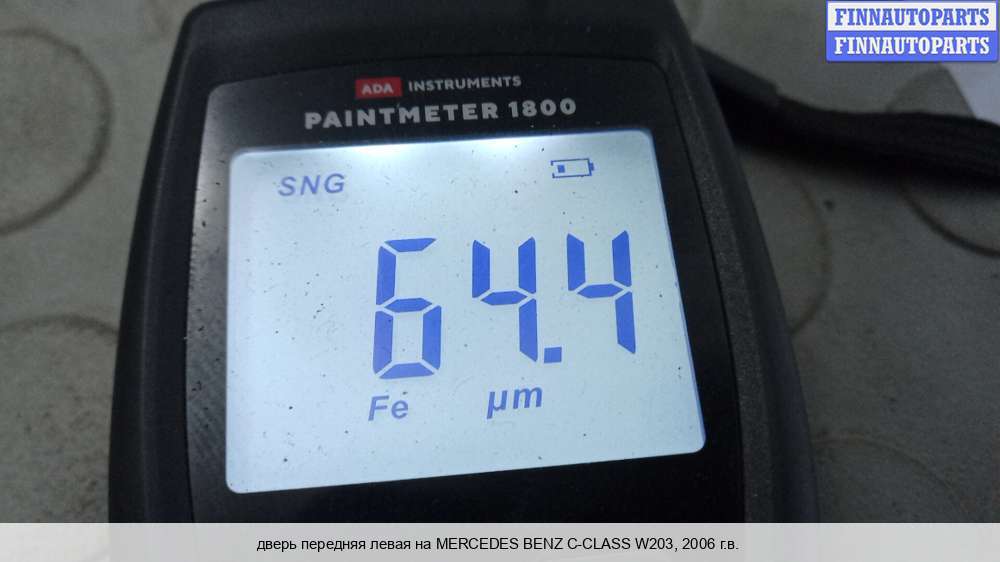 FINNAUTOPARTS
FINNAUTOPARTS
ADA INSTRUMENTS
PAINTMETER 1800
SNG
64.4
Fe µm
дверь передняя левая на MERCEDES BENZ C-CLASS W203, 2006 г.в.